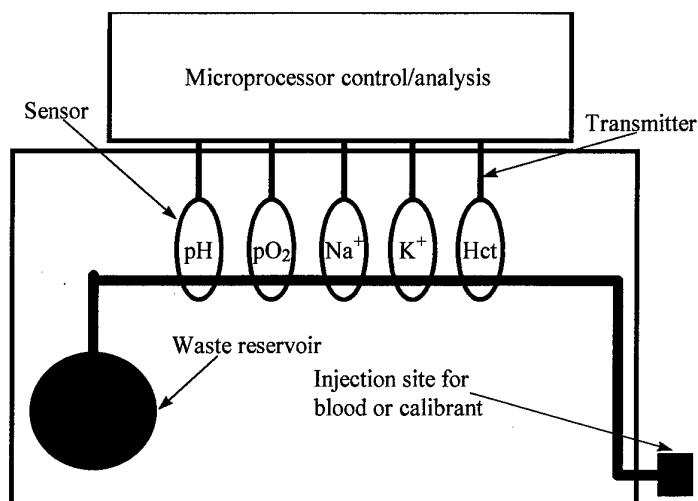 Microprocessor control/analysis
Sensor
Transmitter
pH
pO₂
Na⁺
K⁺
Hct
Waste reservoir
Injection site for
blood or calibrant